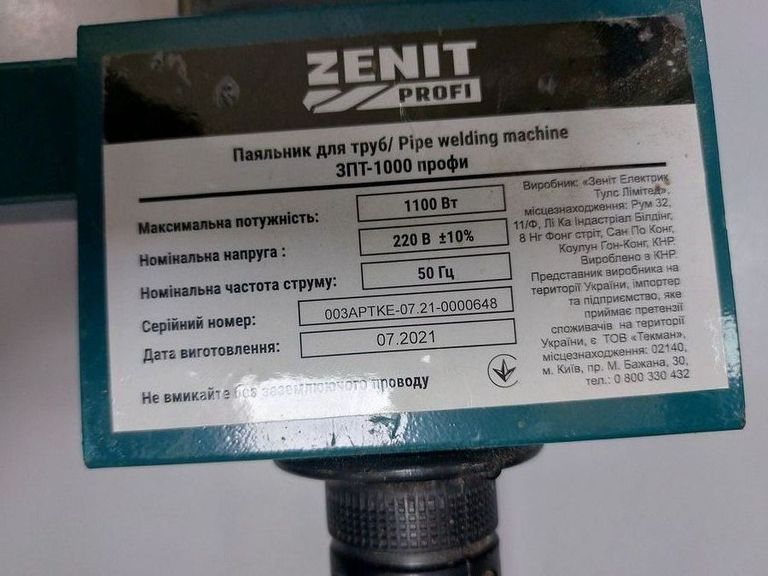 ZENIT
PROFI
Паяльник для труб/ Pipe welding machine
ЗПТ-1000 профи
Максимальна потужність: 1100 Вт
Номінальна напруга : 220 В ±10%
Номінальна частота струму: 50 Гц
Серійний номер: 003APTKE-07.21-0000648
Дата виготовлення: 07.2021
Не вмикайте без заземлюючого проводу
Виробник: «Зеніт Електрик
Тулс Лімітед»,
місцезнаходження: Рум 32,
11/Ф, Лі Ка Індастріал Білдінг,
8 Нг Фонг стріт, Сан По Конг,
Коулун Гон-Конг, КНР
Вироблено в КНР.
Представник виробника на
території України, імпортер
та підприємство, яке
приймає претензії
споживачів на території
України, є ТОВ «Текман»,
місцезнаходження: 02140,
м. Київ, пр. М. Бажана, 30,
тел.: 0 800 330 432